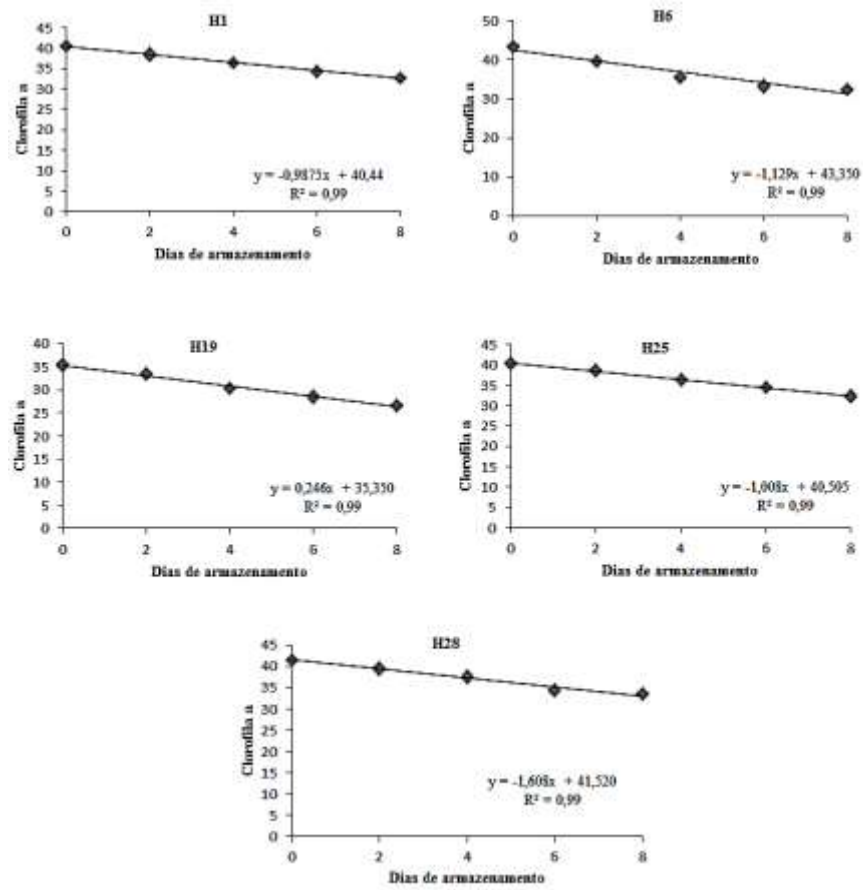 H1
Clorofila a
45
40
35
30
25
20
15
10
5
0
y = -0,9875x + 40,44
R² = 0,99
0 2 4 6 8
Dias de armazenamento
H6
Clorofila a
50
40
30
20
10
0
y = -1,129x + 43,350
R² = 0,99
0 2 4 6 8
Dias de armazenamento
H19
Clorofila a
40
35
30
25
20
15
10
5
0
y = 0,246x + 35,350
R² = 0,99
0 2 4 6 8
Dias de armazenamento
H25
Clorofila a
45
40
35
30
25
20
15
10
5
0
y = -1,008x + 40,505
R² = 0,99
0 2 4 6 8
Dias de armazenamento
H28
Clorofila a
45
40
35
30
25
20
15
10
5
0
y = -1,608x + 41,520
R² = 0,99
0 2 4 6 8
Dias de armazenamento